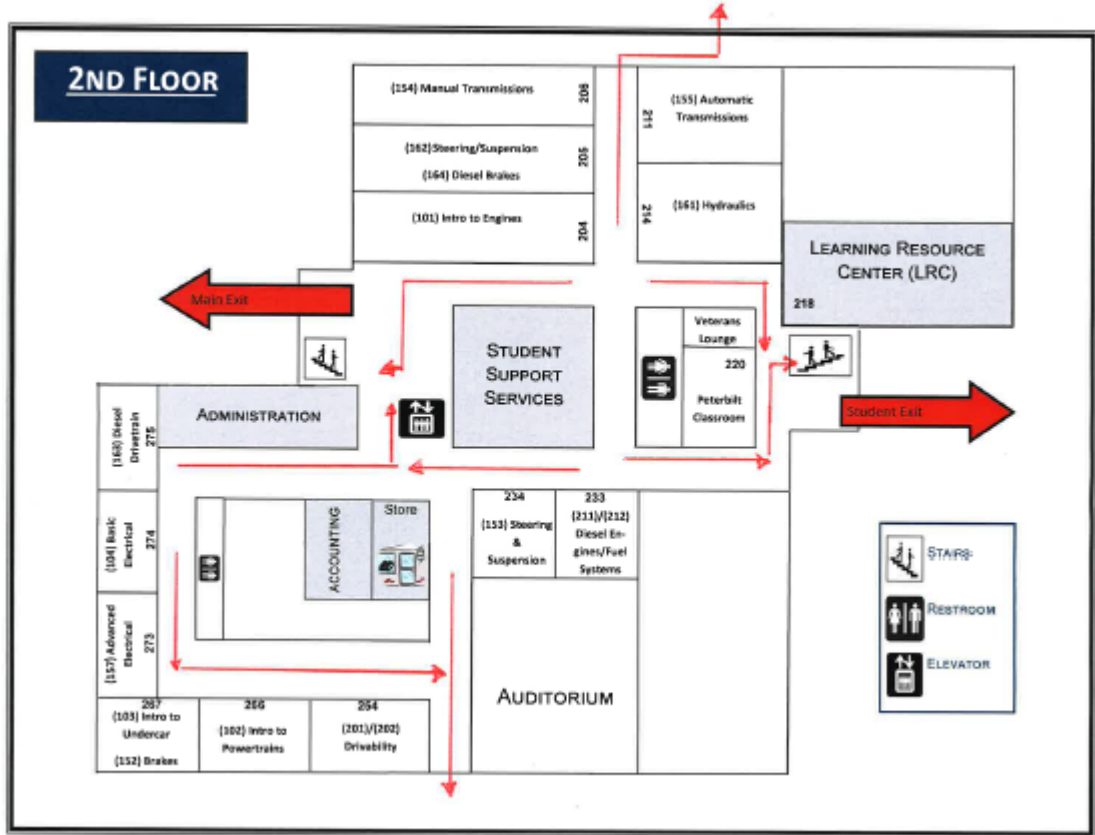 2ND FLOOR
(154) Manual Transmissions
206
(155) Automatic
Transmissions
211
(162)Steering/Suspension
(164) Diesel Brakes
205
(101) Intro to Engines
204
(161) Hydraulics
214
LEARNING RESOURCE
CENTER (LRC)
218
Main Exit
STUDENT
SUPPORT
SERVICES
Veterans
Lounge
220
Peterbilt
Classroom
Student Exit
ADMINISTRATION
(163) Diesel
Drivetrain
275
(104) Basic
Electrical
274
(157) Advanced
Electrical
273
ACCOUNTING
Store
234
(153) Steering
&
Suspension
233
(211)/(212)
Diesel En-
gines/Fuel
Systems
AUDITORIUM
267
(103) Intro to
Undercar
(152) Brakes
266
(102) Intro to
Powertrains
264
(201)/(202)
Drivability
STAIRS
RESTROOM
ELEVATOR